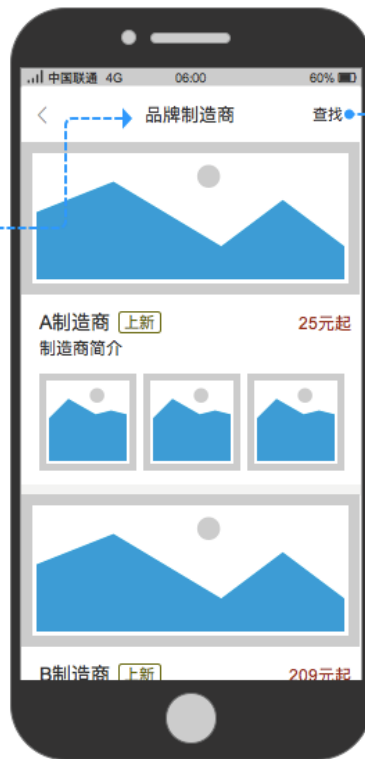 中国联通 4G 06:00 60%
品牌制造商 查找
A制造商 上新 25元起
制造商简介
B制造商 上新 209元起